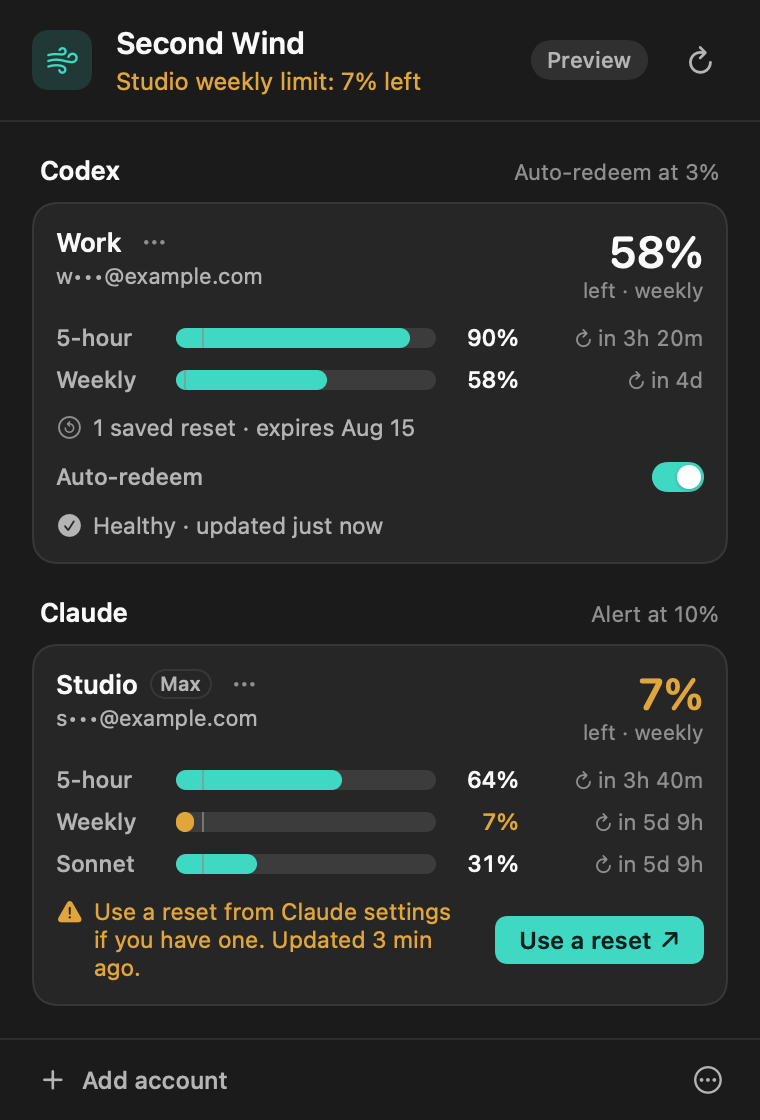 Second Wind
Studio weekly limit: 7% left
Preview
Codex
Auto-redeem at 3%
Work
w•••@example.com
58%
left · weekly
5-hour 90% in 3h 20m
Weekly 58% in 4d
1 saved reset · expires Aug 15
Auto-redeem
Healthy · updated just now
Claude
Alert at 10%
Studio Max
s•••@example.com
7%
left · weekly
5-hour 64% in 3h 40m
Weekly 7% in 5d 9h
Sonnet 31% in 5d 9h
Use a reset from Claude settings
if you have one. Updated 3 min
ago.
Use a reset
Add account